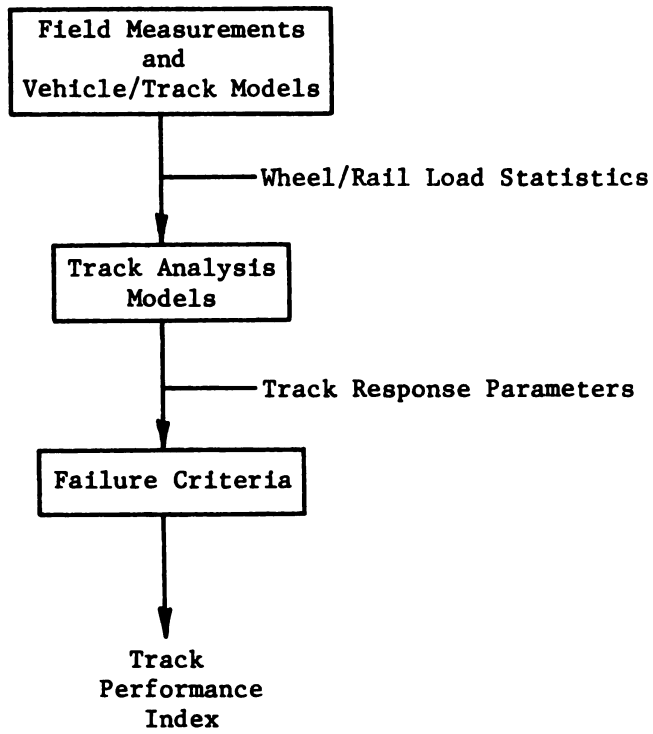 Field Measurements
and
Vehicle/Track Models
Wheel/Rail Load Statistics
Track Analysis
Models
Track Response Parameters
Failure Criteria
Track
Performance
Index